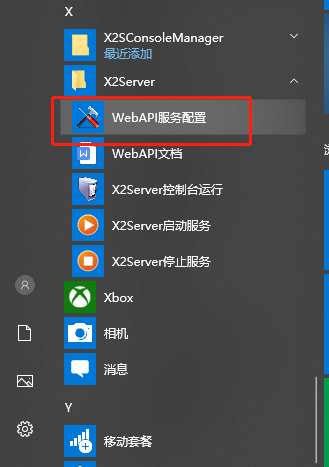 X
X2SConsoleManager
最近添加
X2Server
WebAPI服务配置
WebAPI文档
X2Server控制台运行
X2Server启动服务
X2Server停止服务
Xbox
相机
消息
Y
移动套餐